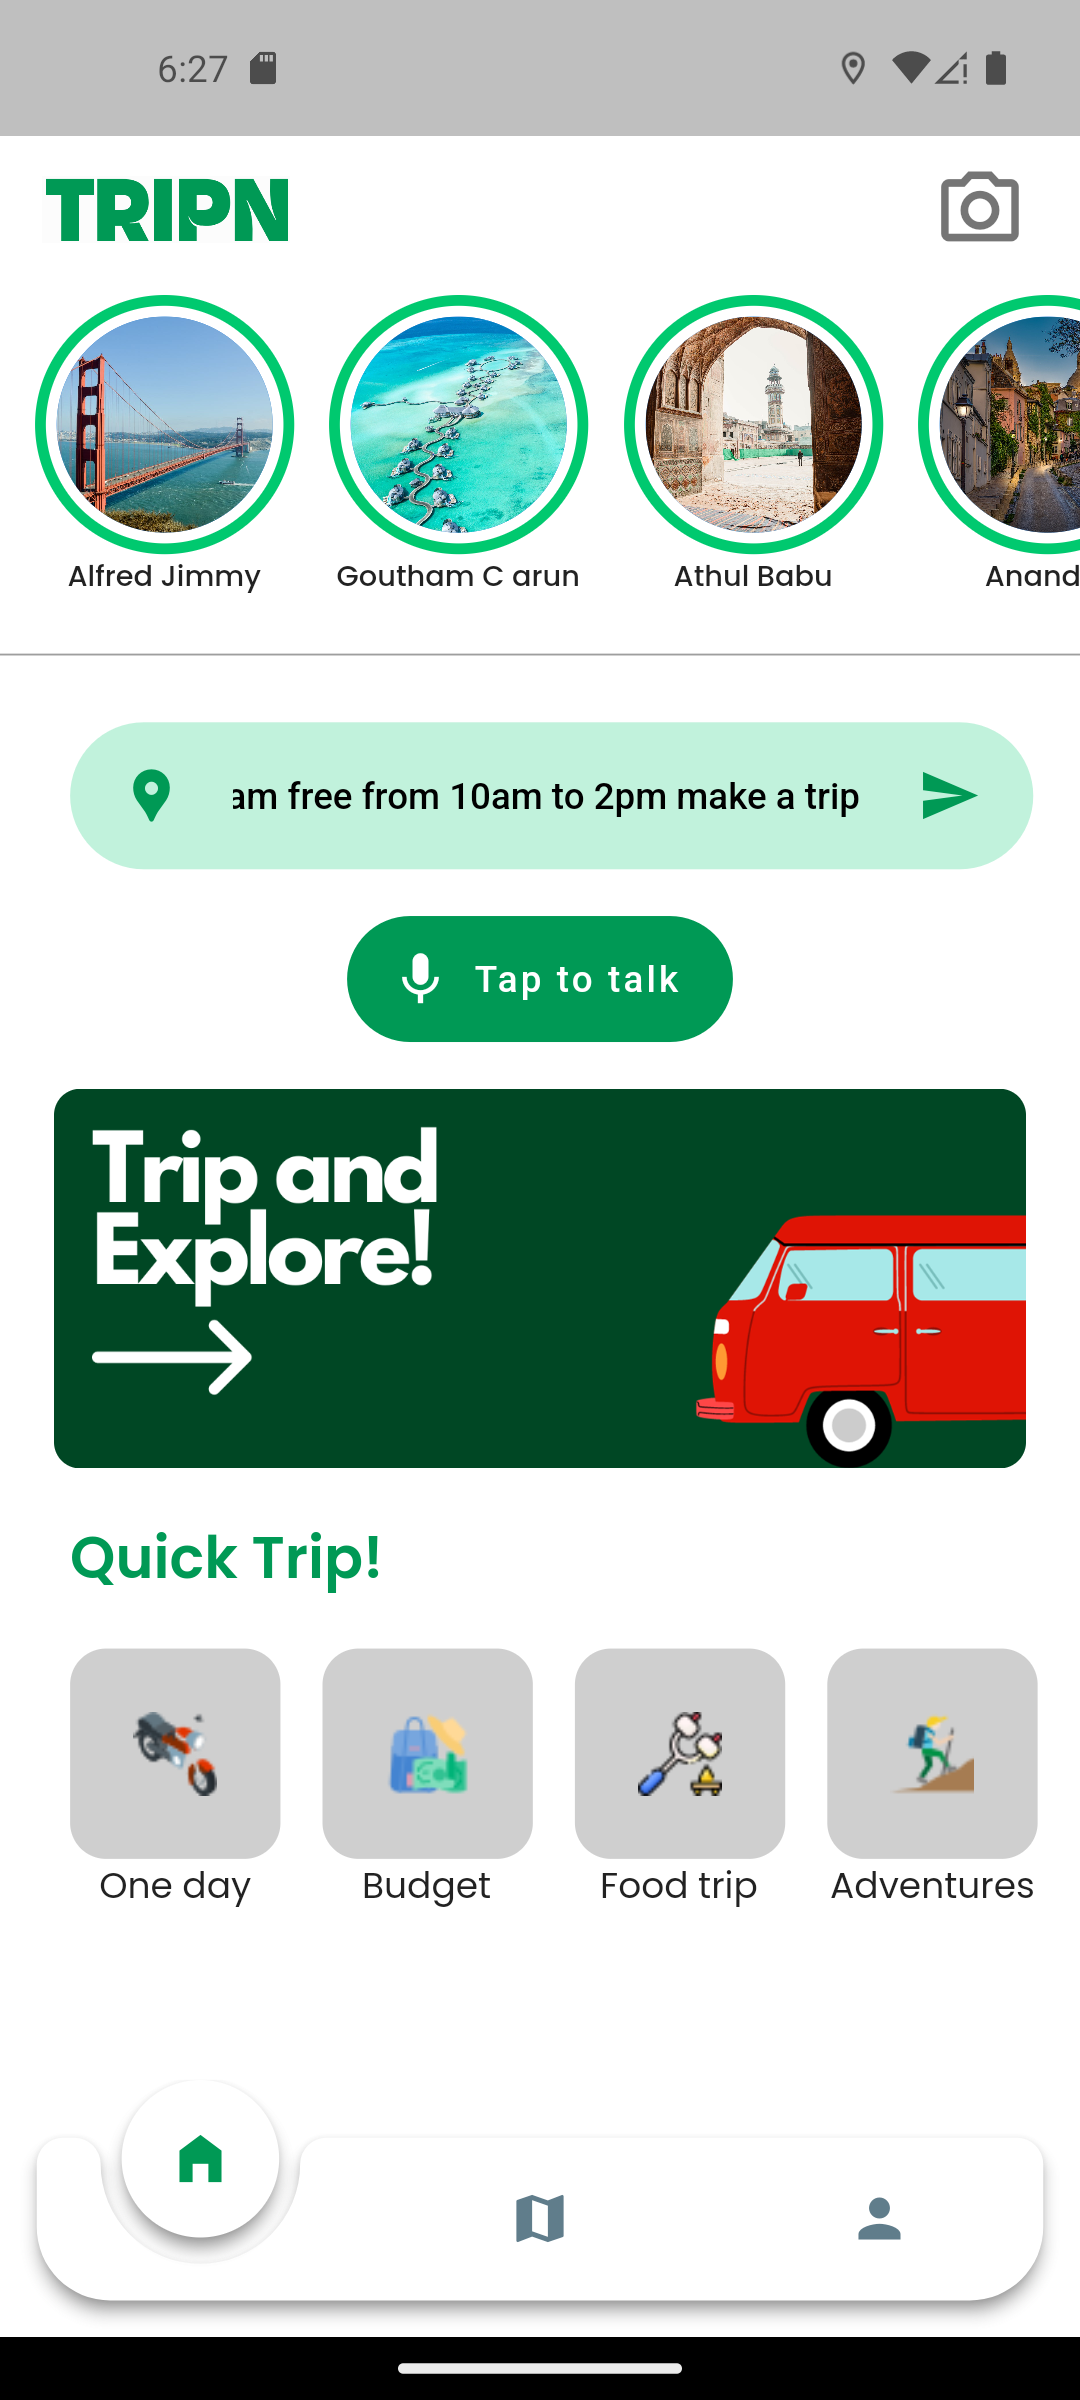 6:27
TRIPN
Alfred Jimmy
Goutham C arun
Athul Babu
Anand
am free from 10am to 2pm make a trip
Tap to talk
Trip and
Explore!
Quick Trip!
One day
Budget
Food trip
Adventures